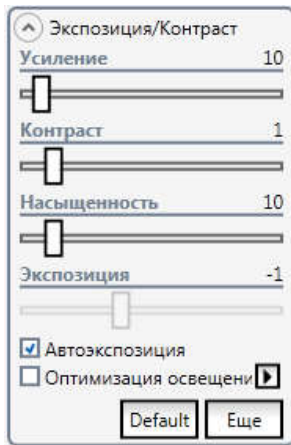 Экспозиция/Контраст
Усиление 10
Контраст 1
Насыщенность 10
Экспозиция -1
Автоэкспозиция
Оптимизация освещени
Default Еще